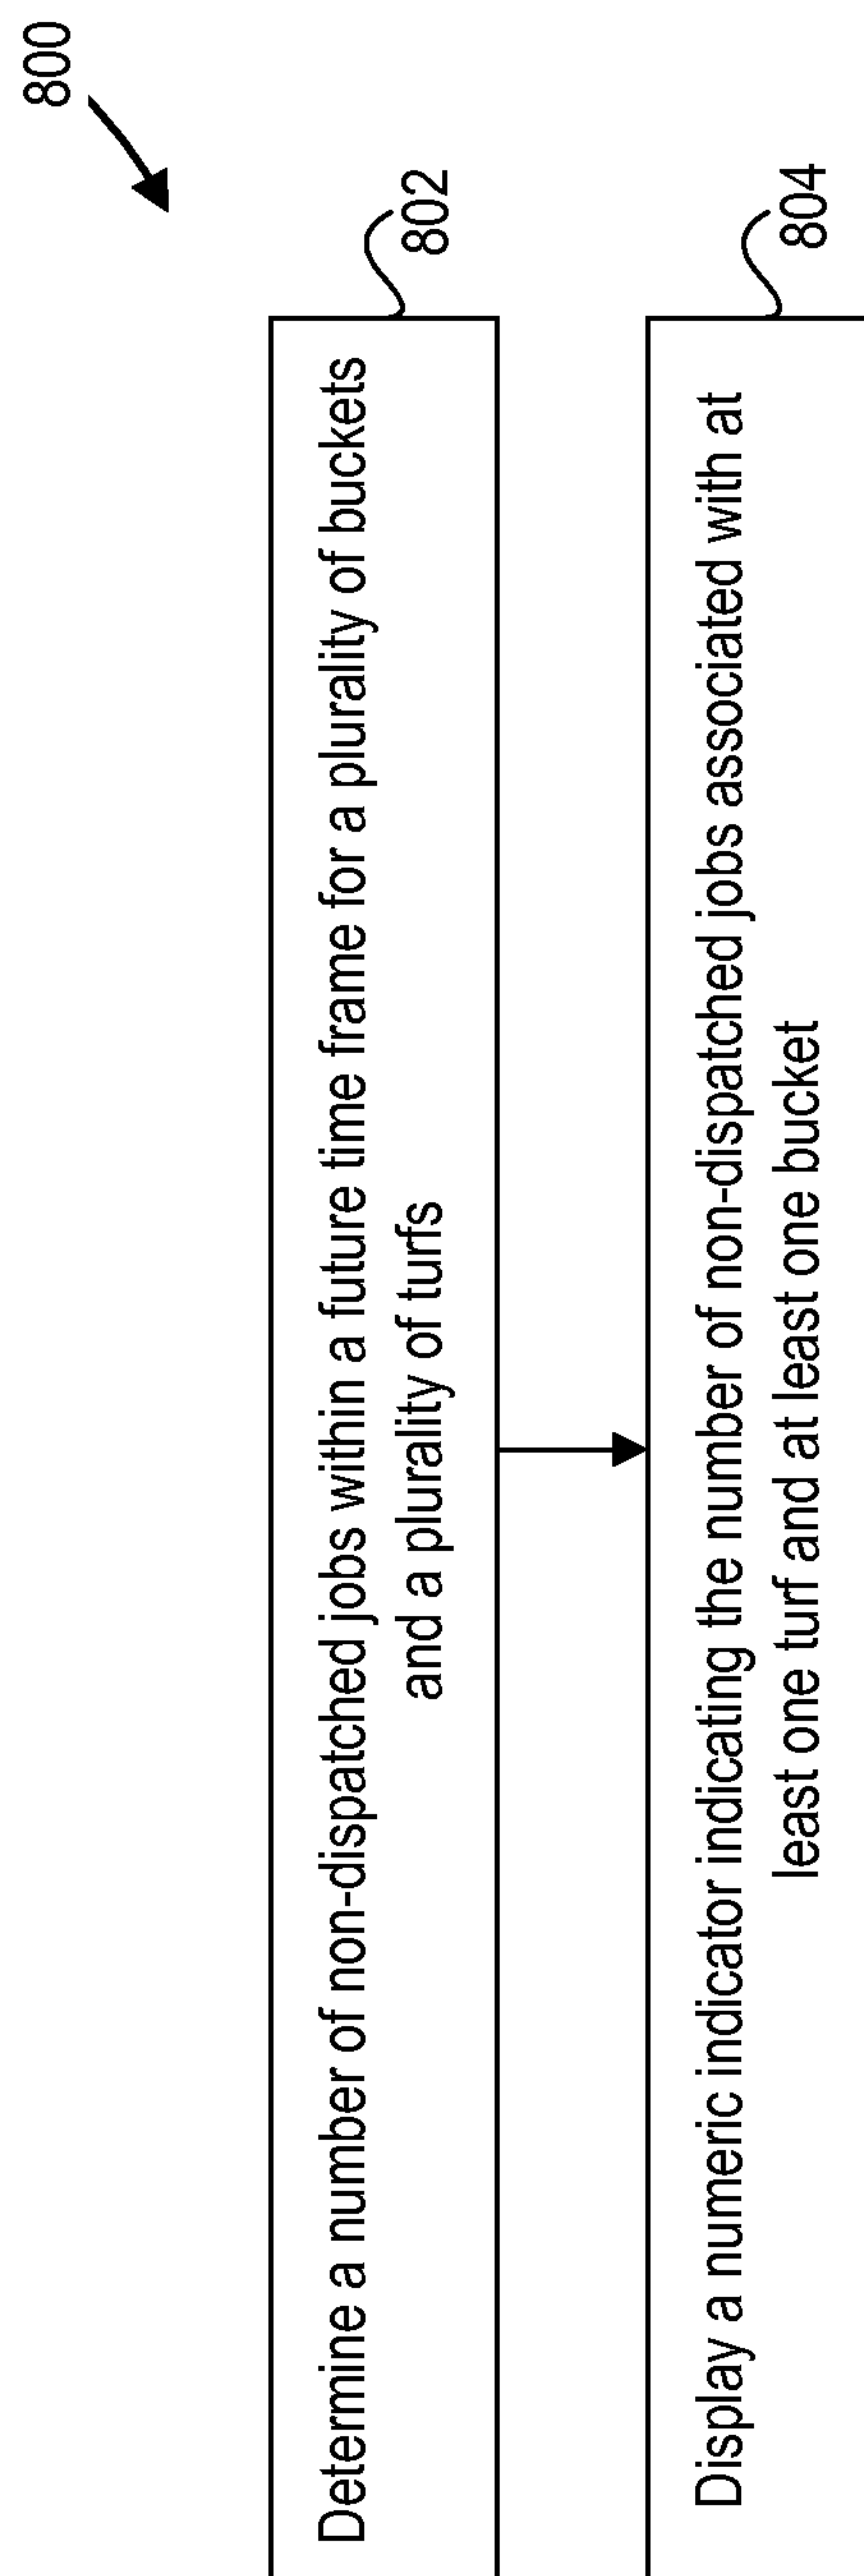 800
Determine a number of non-dispatched jobs within a future time frame for a plurality of buckets
and a plurality of turfs
802
Display a numeric indicator indicating the number of non-dispatched jobs associated with at
least one turf and at least one bucket
804